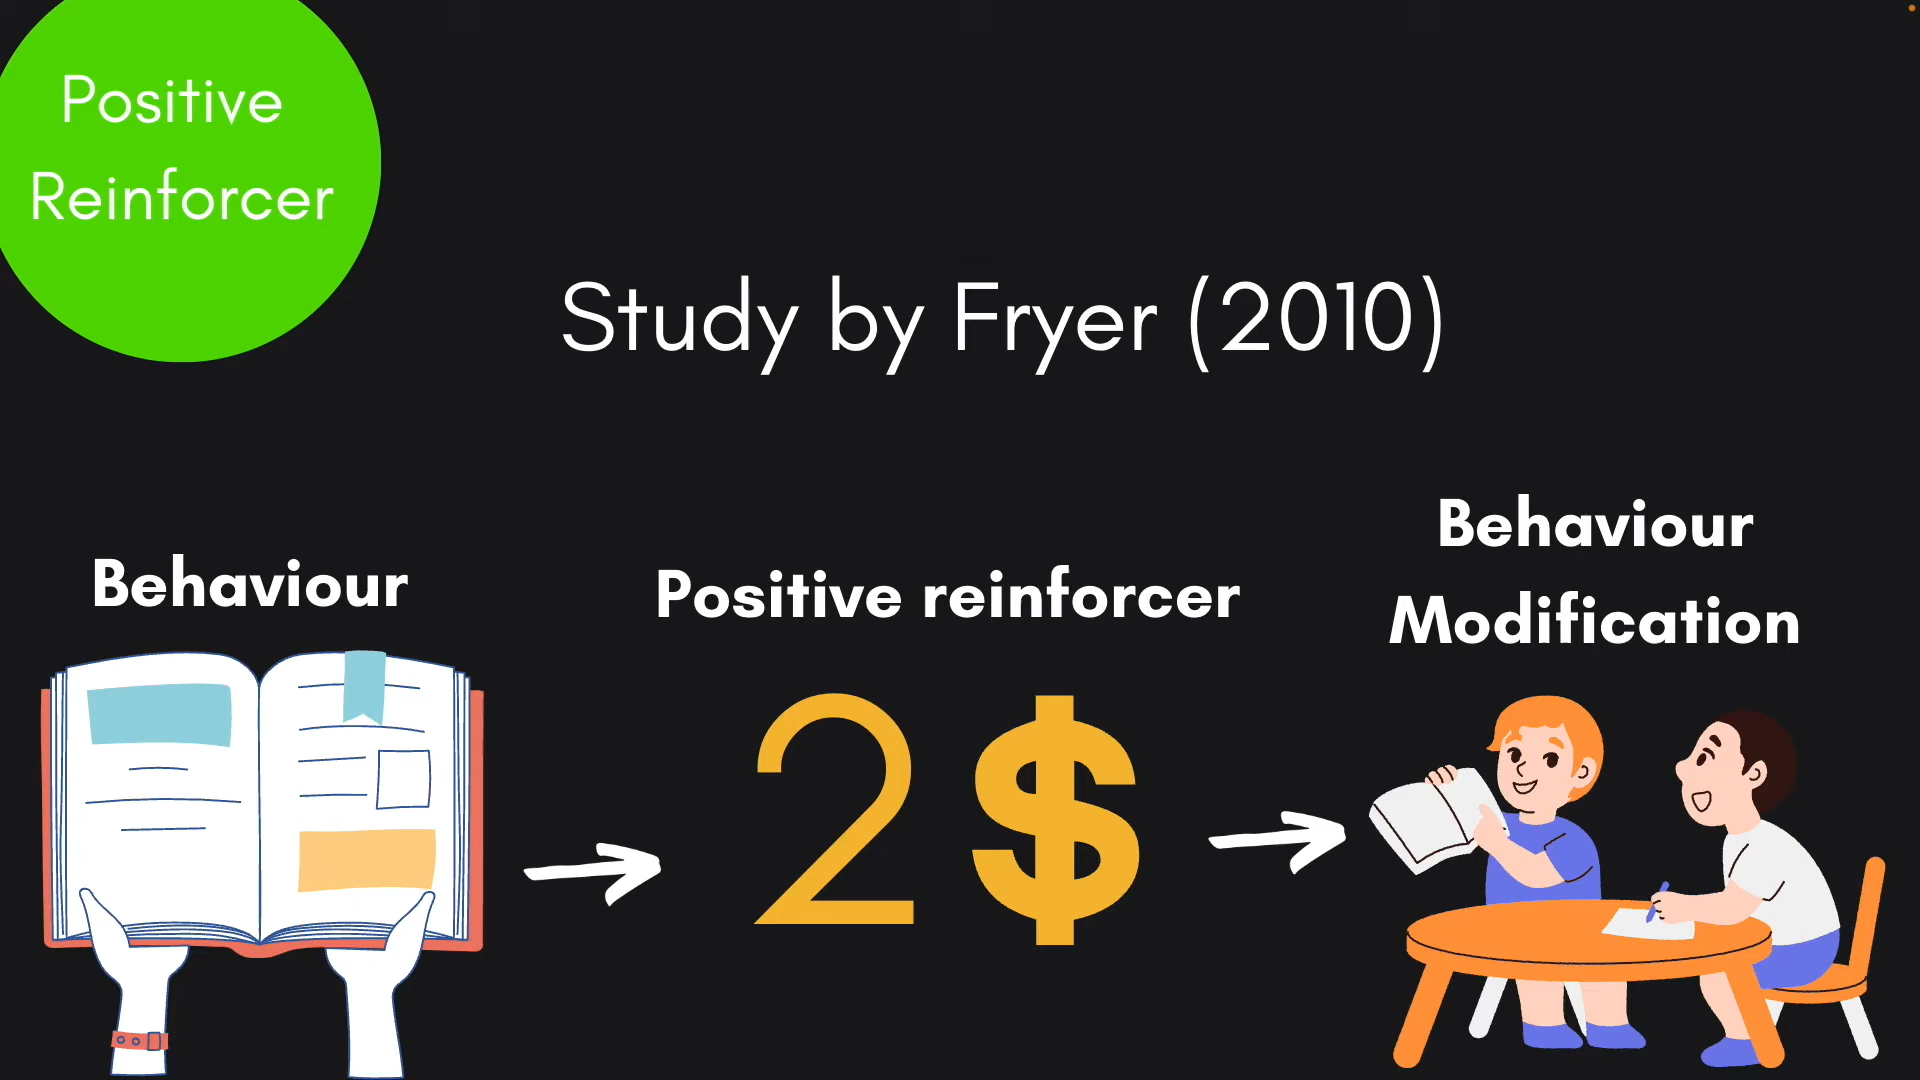 Positive
Reinforcer
Study by Fryer (2010)
Behaviour
Positive reinforcer
Behaviour
Modification
2 $